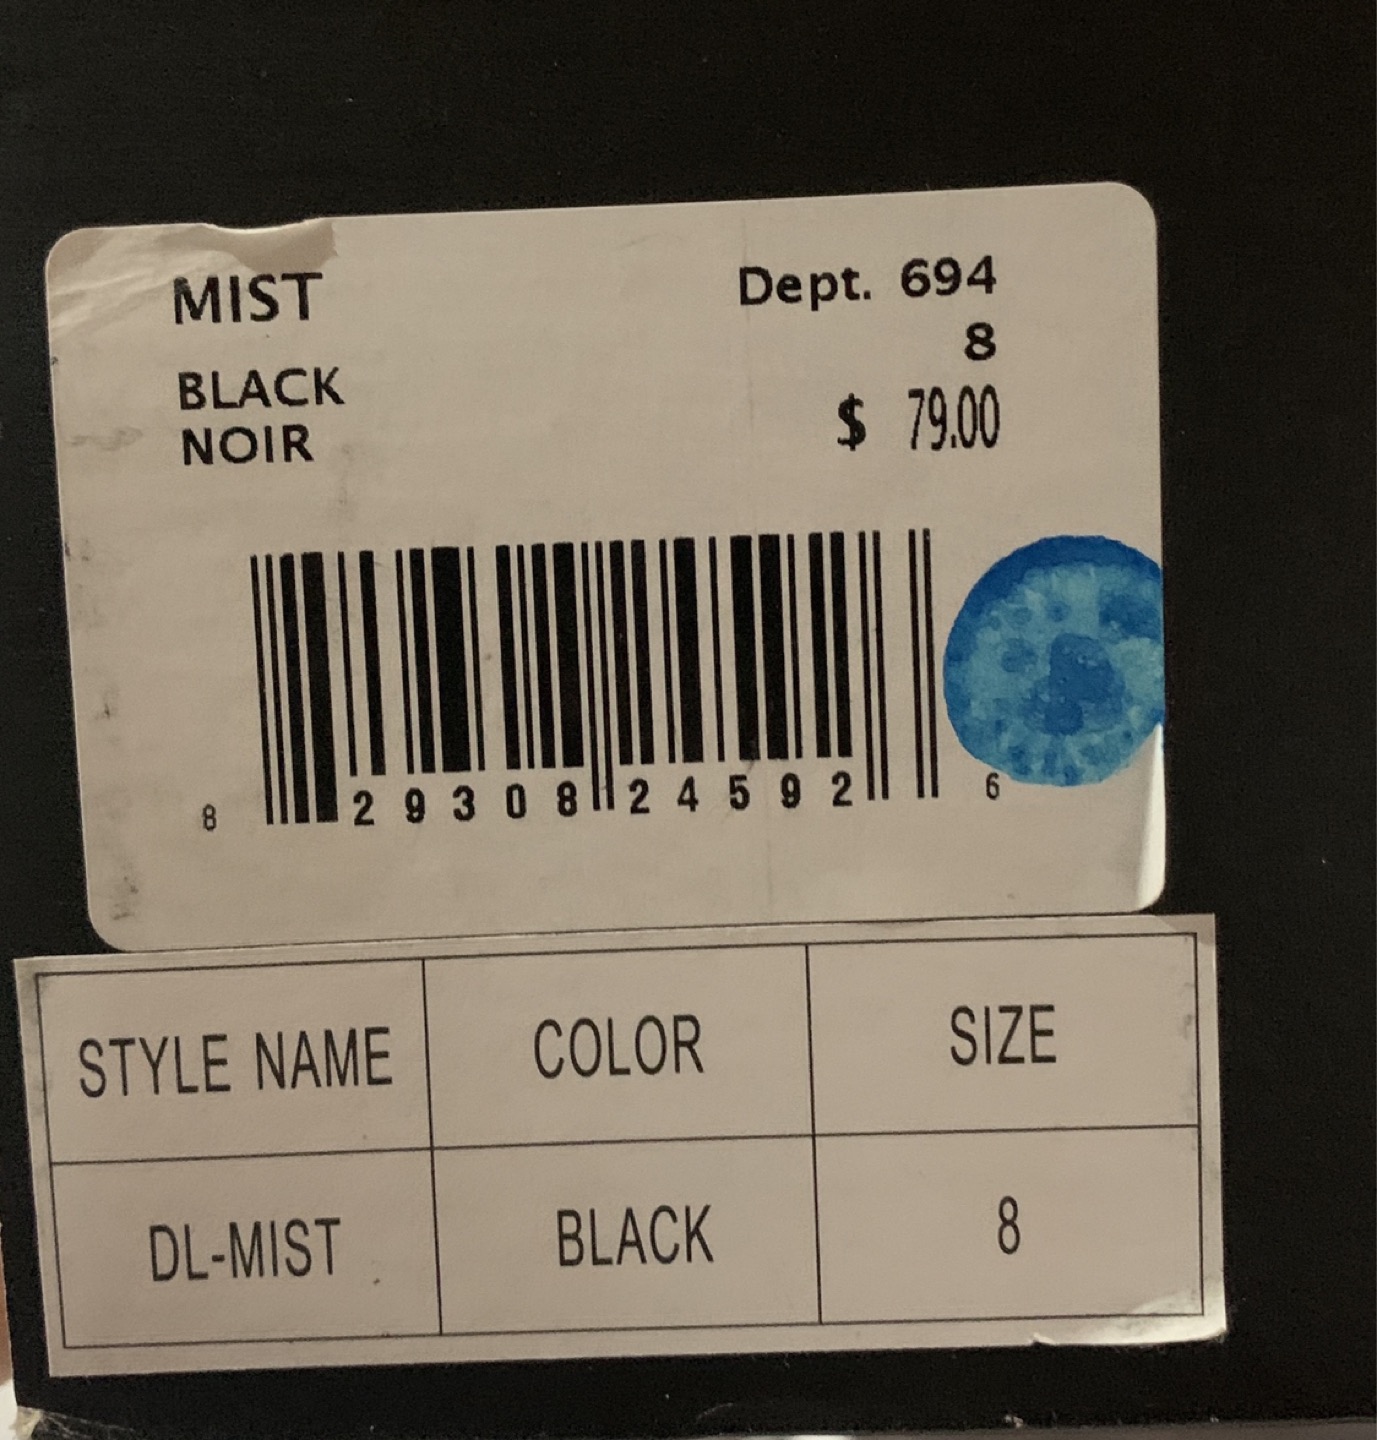 MIST Dept. 694
8
BLACK $ 79.00
NOIR
8 29308 24592 6
STYLE NAME COLOR SIZE
DL-MIST BLACK 8